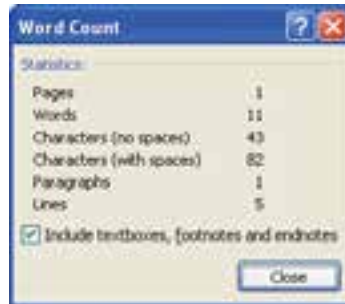 Word Count
Statistics:
Pages 1
Words 11
Characters (no spaces) 43
Characters (with spaces) 82
Paragraphs 1
Lines 5
Include textboxes, footnotes and endnotes
Close